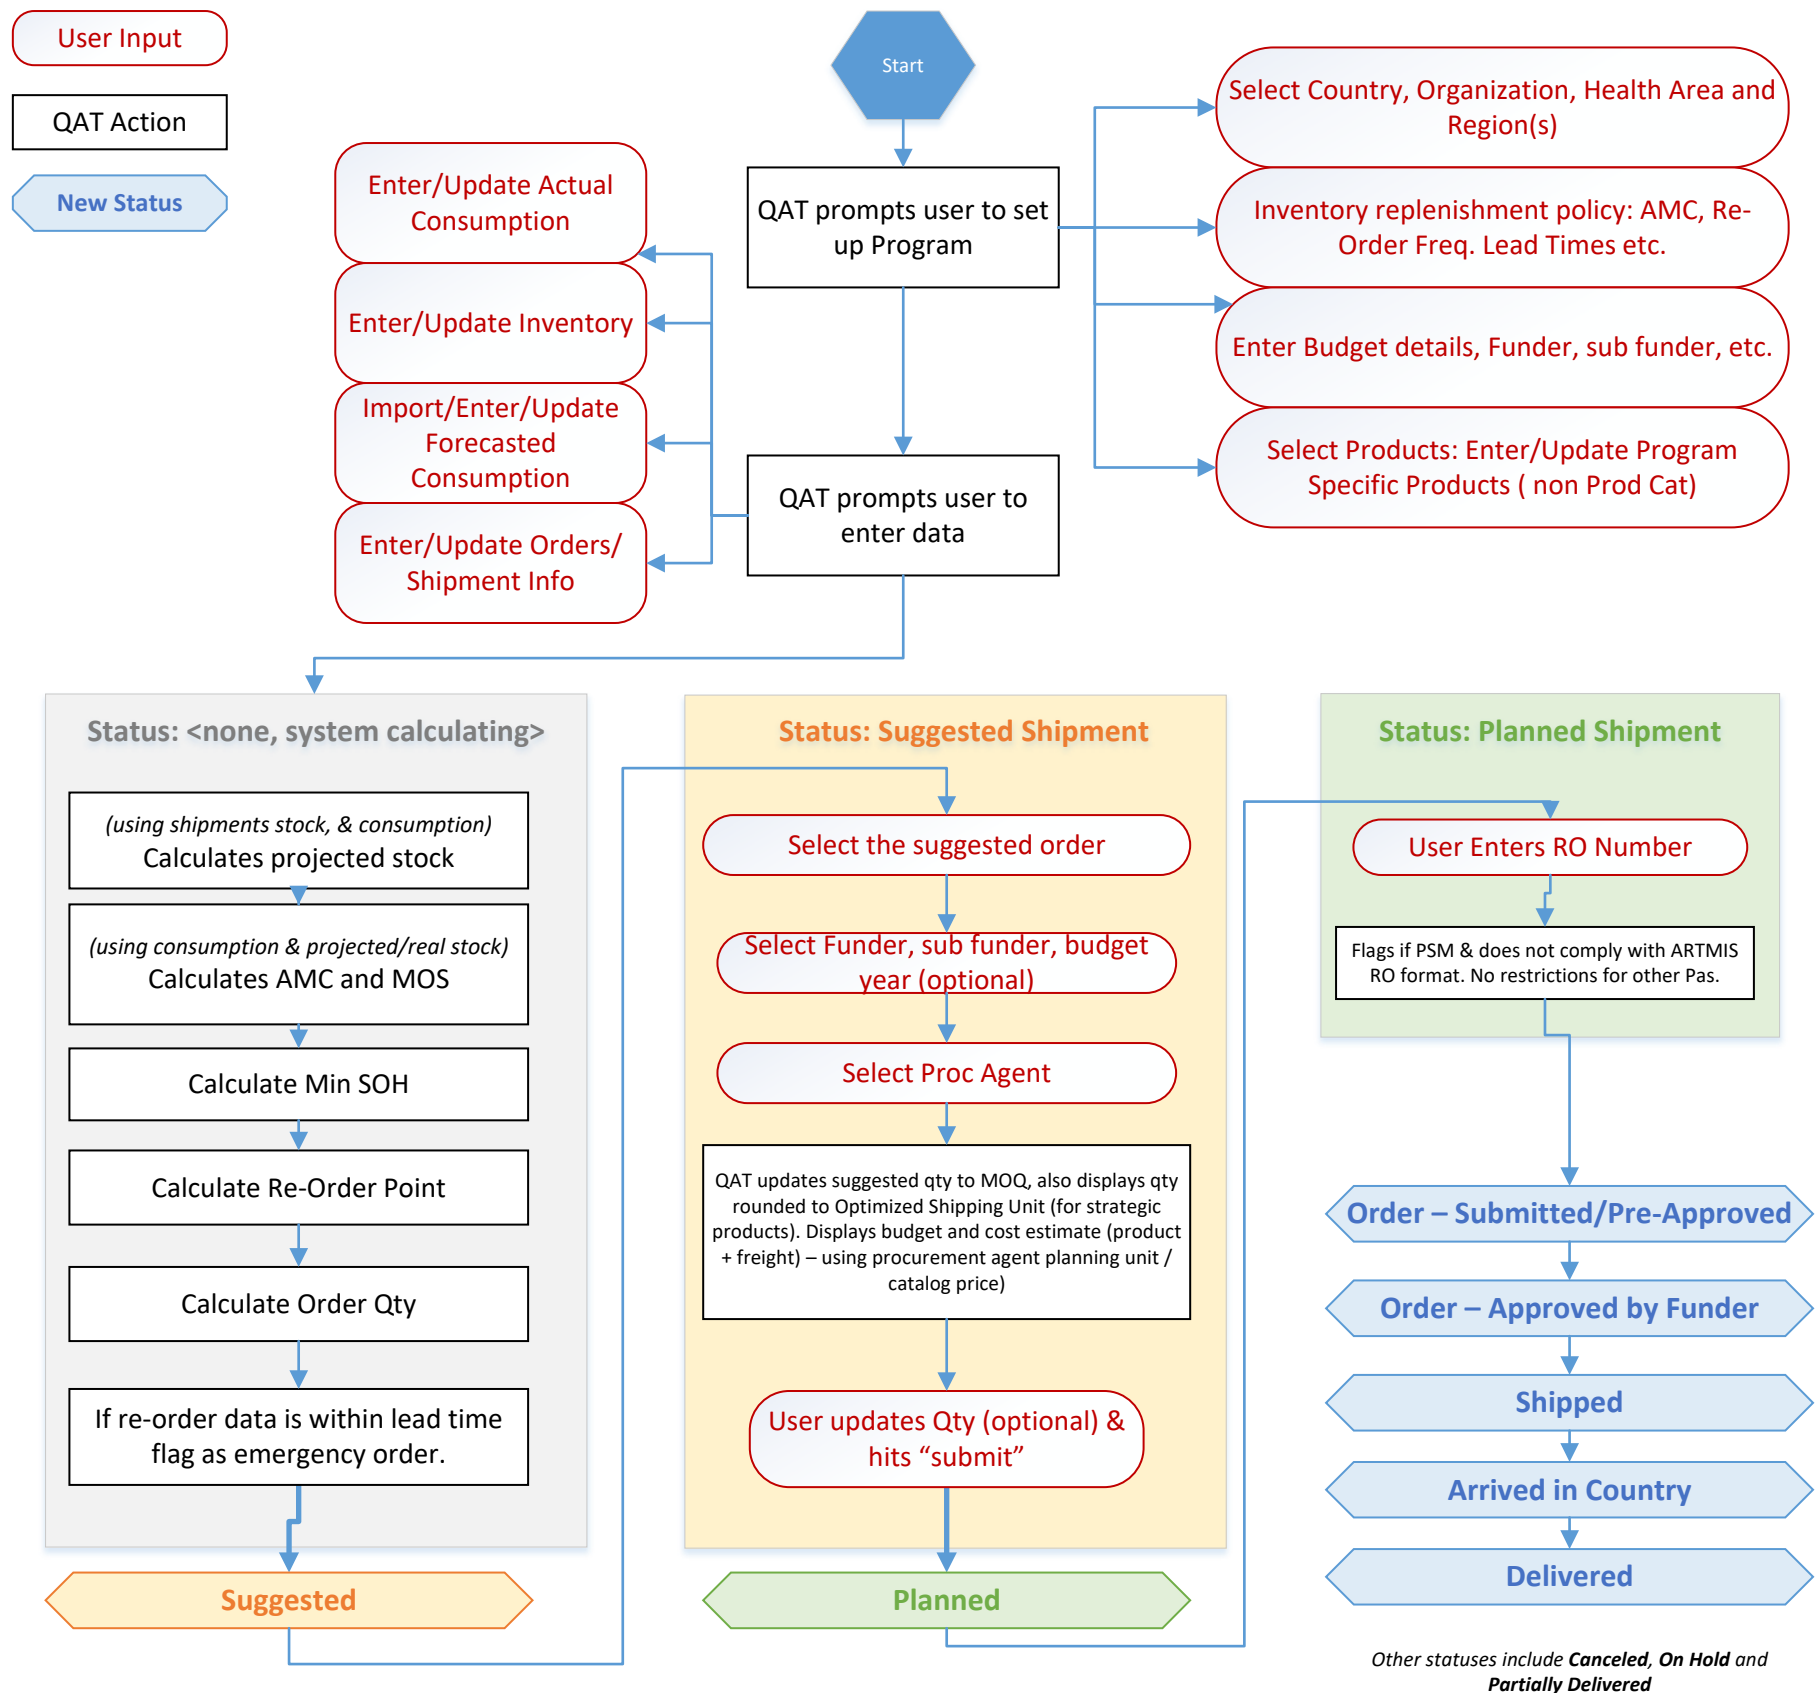 User Input
QAT Action
New Status
Start
Select Country, Organization, Health Area and
Region(s)
Inventory replenishment policy: AMC, Re-
Order Freq. Lead Times etc.
Enter Budget details, Funder, sub funder, etc.
Select Products: Enter/Update Program
Specific Products ( non Prod Cat)
QAT prompts user to set
up Program
Enter/Update Actual
Consumption
Enter/Update Inventory
Import/Enter/Update
Forecasted
Consumption
Enter/Update Orders/
Shipment Info
QAT prompts user to
enter data
Status: <none, system calculating>
(using shipments stock, & consumption)
Calculates projected stock
(using consumption & projected/real stock)
Calculates AMC and MOS
Calculate Min SOH
Calculate Re-Order Point
Calculate Order Qty
If re-order data is within lead time
flag as emergency order.
Suggested
Status: Suggested Shipment
Select the suggested order
Select Funder, sub funder, budget
year (optional)
Select Proc Agent
QAT updates suggested qty to MOQ, also displays qty
rounded to Optimized Shipping Unit (for strategic
products). Displays budget and cost estimate (product
+ freight) – using procurement agent planning unit /
catalog price)
User updates Qty (optional) &
hits “submit”
Planned
Status: Planned Shipment
User Enters RO Number
Flags if PSM & does not comply with ARTMIS
RO format. No restrictions for other Pas.
Order – Submitted/Pre-Approved
Order – Approved by Funder
Shipped
Arrived in Country
Delivered
Other statuses include Canceled, On Hold and
Partially Delivered